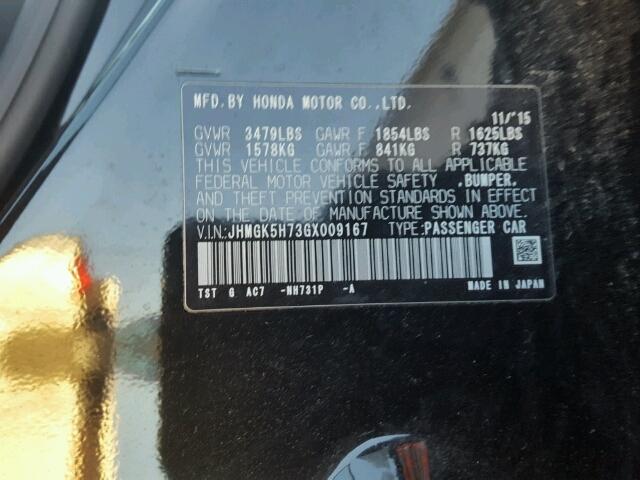 MFD.BY HONDA MOTOR CO.,LTD.
11/'15
GVWR 3479LBS GAWR F 1854LBS R 1625LBS
GVWR 1578KG GAWR F 841KG R 737KG
THIS VEHICLE CONFORMS TO ALL APPLICABLE
FEDERAL MOTOR VEHICLE SAFETY ,BUMPER,
AND THEFT PREVENTION STANDARDS IN EFFECT
ON THE DATE OF MANUFACTURE SHOWN ABOVE.
V.I.N:JHMGK5H73GX009167 TYPE:PASSENGER CAR
TST G AC7 -NH731P -A MADE IN JAPAN